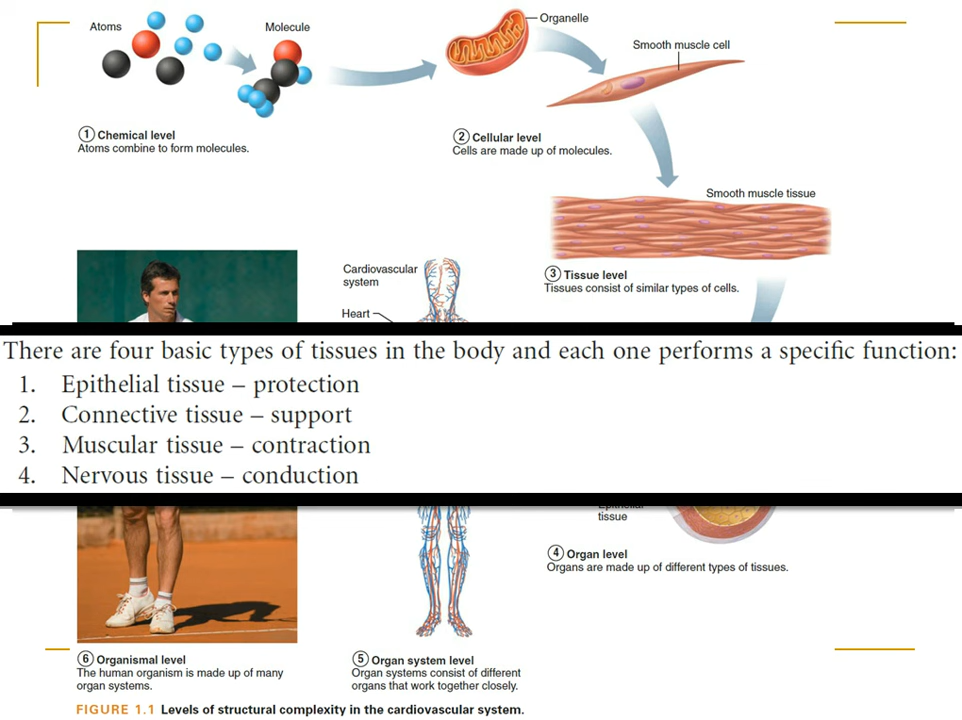 Atoms
Molecule
Organelle
Smooth muscle cell
1 Chemical level
Atoms combine to form molecules.
2 Cellular level
Cells are made up of molecules.
Smooth muscle tissue
3 Tissue level
Tissues consist of similar types of cells.
Cardiovascular
system
Heart
There are four basic types of tissues in the body and each one performs a specific function:
1. Epithelial tissue – protection
2. Connective tissue – support
3. Muscular tissue – contraction
4. Nervous tissue – conduction
Epithelial
tissue
4 Organ level
Organs are made up of different types of tissues.
6 Organismal level
The human organism is made up of many
organ systems.
5 Organ system level
Organ systems consist of different
organs that work together closely.
FIGURE 1.1 Levels of structural complexity in the cardiovascular system.